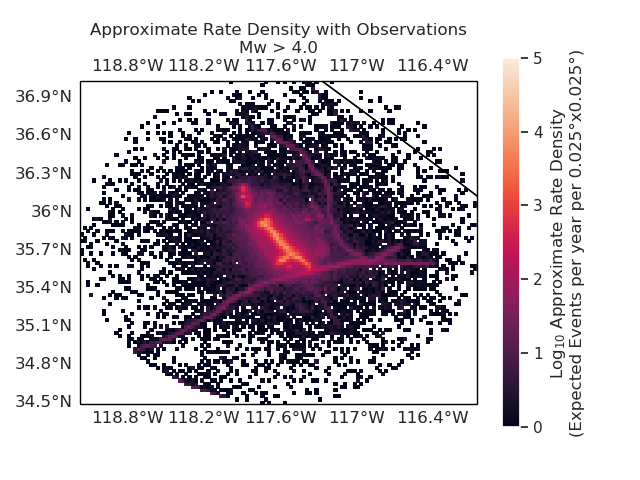 Approximate Rate Density with Observations
Mw > 4.0
118.8°W 118.2°W 117.6°W 117°W 116.4°W
36.9°N
36.6°N
36.3°N
36°N
35.7°N
35.4°N
35.1°N
34.8°N
34.5°N
118.8°W 118.2°W 117.6°W 117°W 116.4°W
5
4
3
2
1
0
Log₁₀ Approximate Rate Density
(Expected Events per year per 0.025°x0.025°)